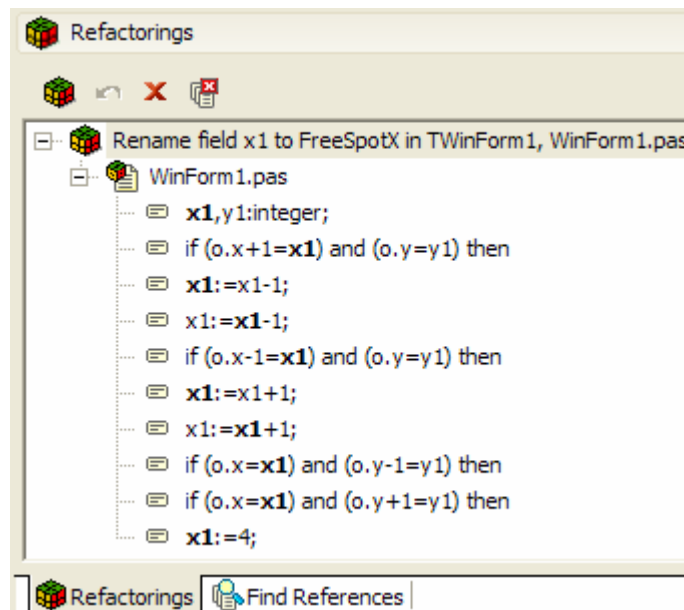 Refactorings
Rename field x1 to FreeSpotX in TWinForm1, WinForm1.pas
WinForm1.pas
x1,y1:integer;
if (o.x+1=x1) and (o.y=y1) then
x1:=x1-1;
x1:=x1-1;
if (o.x-1=x1) and (o.y=y1) then
x1:=x1+1;
x1:=x1+1;
if (o.x=x1) and (o.y-1=y1) then
if (o.x=x1) and (o.y+1=y1) then
x1:=4;
Refactorings Find References